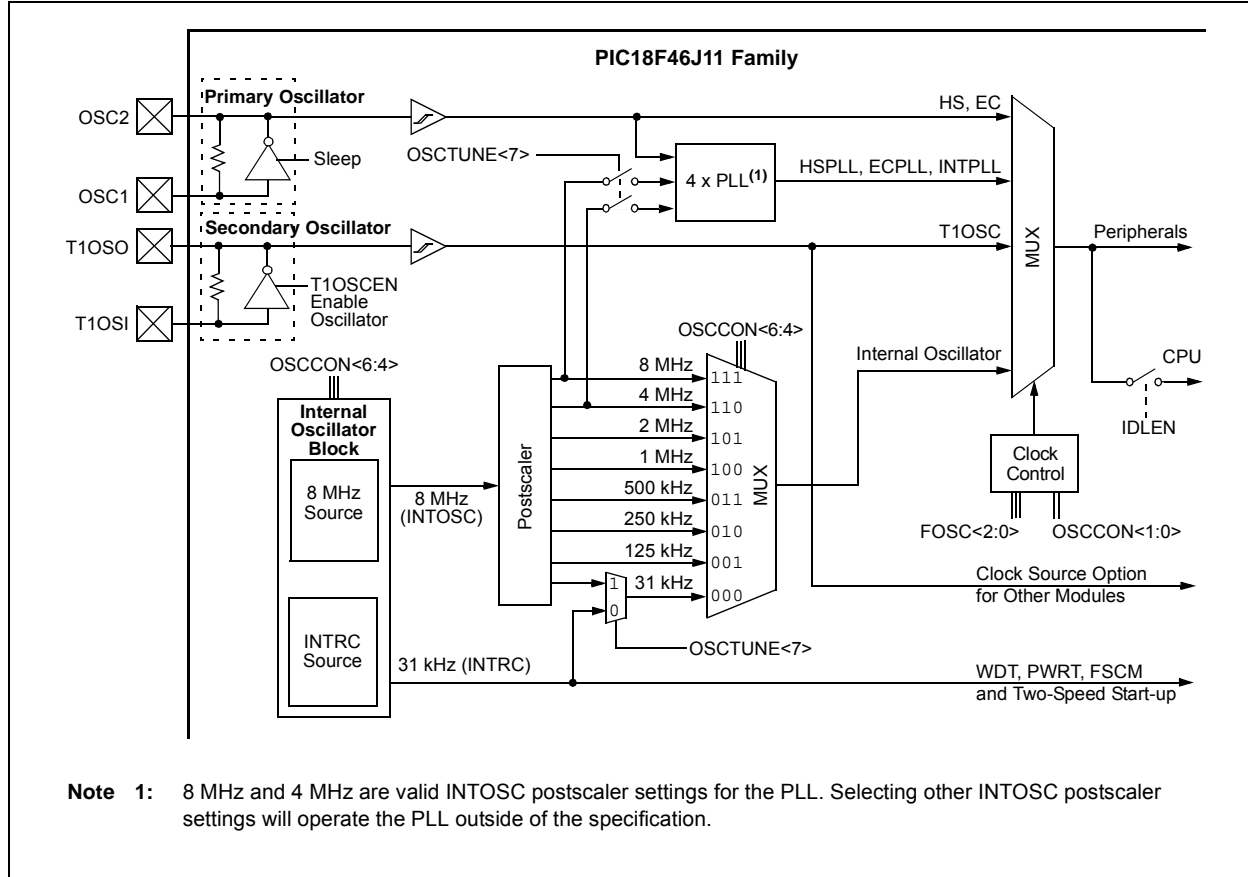 PIC18F46J11 Family
Primary Oscillator
OSC2
Sleep
OSC1
HS, EC
OSCTUNE<7>
4 x PLL(1)
HSPLL, ECPLL, INTPLL
Secondary Oscillator
T1OSO
T1OSCEN
Enable
Oscillator
T1OSI
T1OSC
MUX
Peripherals
CPU
IDLEN
OSCCON<6:4>
Internal
Oscillator
Block
8 MHz
Source
INTRC
Source
8 MHz
(INTOSC)
31 kHz (INTRC)
Postscaler
8 MHz
4 MHz
2 MHz
1 MHz
500 kHz
250 kHz
125 kHz
31 kHz
1
0
OSCTUNE<7>
OSCCON<6:4>
111
110
101
100
011
010
001
000
MUX
Internal Oscillator
Clock
Control
FOSC<2:0>
OSCCON<1:0>
Clock Source Option
for Other Modules
WDT, PWRT, FSCM
and Two-Speed Start-up
Note 1: 8 MHz and 4 MHz are valid INTOSC postscaler settings for the PLL. Selecting other INTOSC postscaler
settings will operate the PLL outside of the specification.